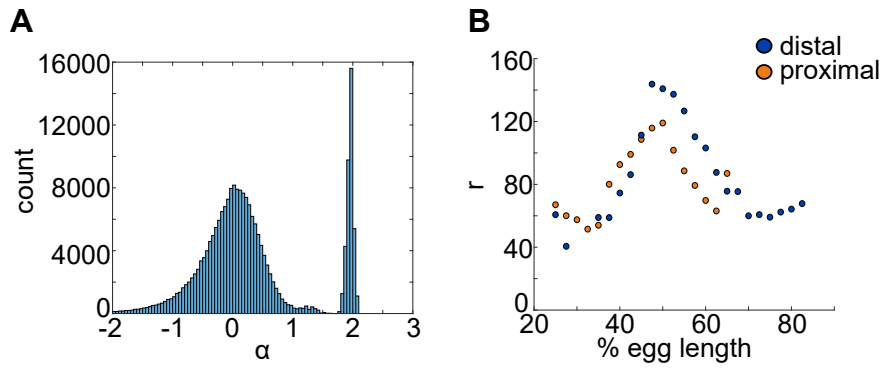 A
count
16000
12000
8000
4000
0
-2 -1 0 1 2 3
α
B
distal
proximal
r
160
120
80
40
0
20 40 60 80
% egg length